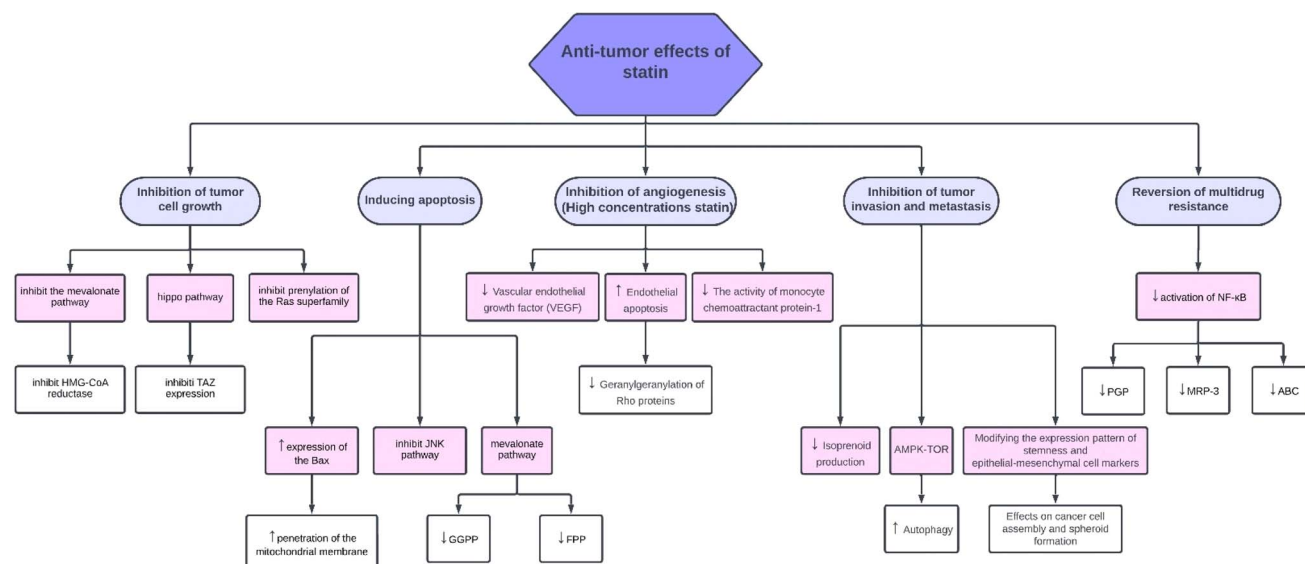 Anti-tumor effects of
statin
Inhibition of tumor
cell growth
Inducing apoptosis
Inhibition of angiogenesis
(High concentrations statin)
Inhibition of tumor
invasion and metastasis
Reversion of multidrug
resistance
inhibit the mevalonate
pathway
hippo pathway
inhibit prenylation of
the Ras superfamily
↓ Vascular endothelial
growth factor (VEGF)
↑ Endothelial
apoptosis
↓ The activity of monocyte
chemoattractant protein-1
↓ activation of NF-κB
inhibit HMG-CoA
reductase
inhibiti TAZ
expression
↓ Geranylgeranylation of
Rho proteins
↓PGP
↓MRP-3
↓ABC
↑ expression of
the Bax
inhibit JNK
pathway
mevalonate
pathway
↓ Isoprenoid
production
AMPK-TOR
Modifying the expression pattern of
stemness and
epithelial-mesenchymal cell markers
↑ penetration of the
mitochondrial membrane
↓GGPP
↓FPP
↑ Autophagy
Effects on cancer cell
assembly and spheroid
formation